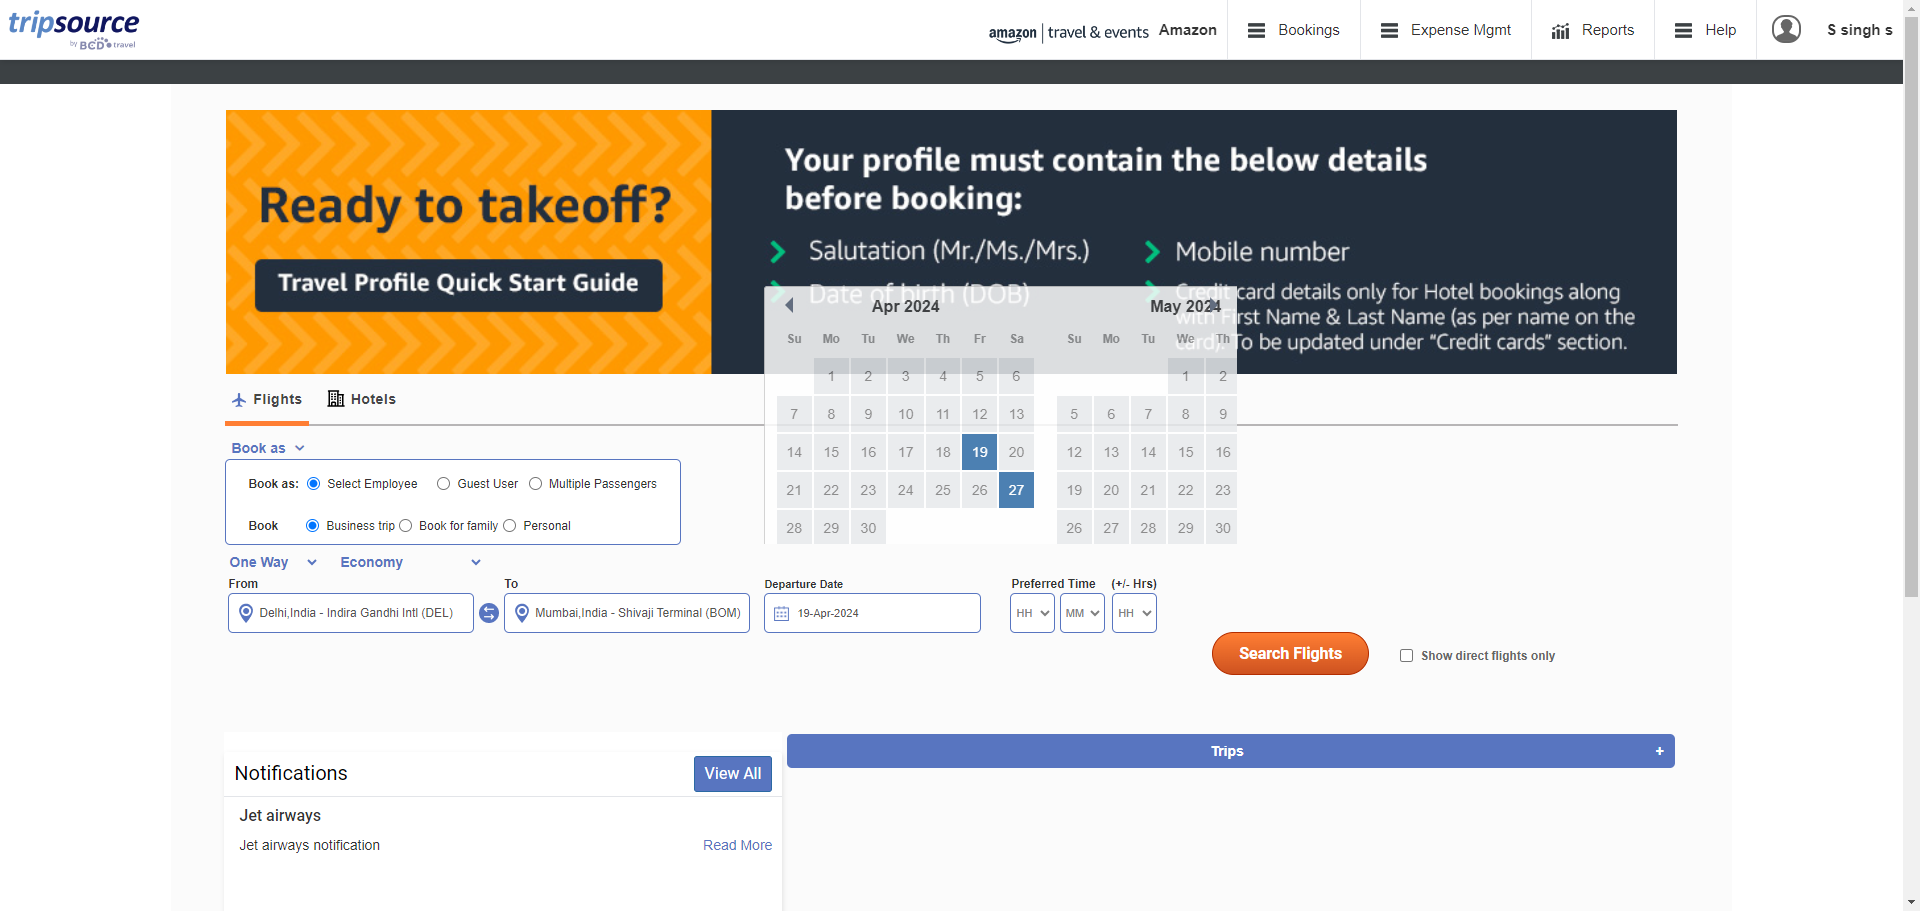 tripsource
by BCD travel
amazon | travel & events Amazon
Bookings
Expense Mgmt
Reports
Help
S singh s
Ready to takeoff?
Travel Profile Quick Start Guide
Your profile must contain the below details
before booking:
Salutation (Mr./Ms./Mrs.)
Date of birth (DOB)
Mobile number
Credit card details only for Hotel bookings along
with First Name & Last Name (as per name on the
card). To be updated under “Credit cards” section.
Apr 2024
Su Mo Tu We Th Fr Sa
1 2 3 4 5 6
7 8 9 10 11 12 13
14 15 16 17 18 19 20
21 22 23 24 25 26 27
28 29 30
May 2024
Su Mo Tu We Th
1 2
5 6 7 8 9
12 13 14 15 16
19 20 21 22 23
26 27 28 29 30
Flights
Hotels
Book as
Book as: Select Employee Guest User Multiple Passengers
Book Business trip Book for family Personal
One Way Economy
From
Delhi,India - Indira Gandhi Intl (DEL)
To
Mumbai,India - Shivaji Terminal (BOM)
Departure Date
19-Apr-2024
Preferred Time (+/- Hrs)
HH MM HH
Search Flights
Show direct flights only
Notifications
View All
Jet airways
Jet airways notification
Read More
Trips +